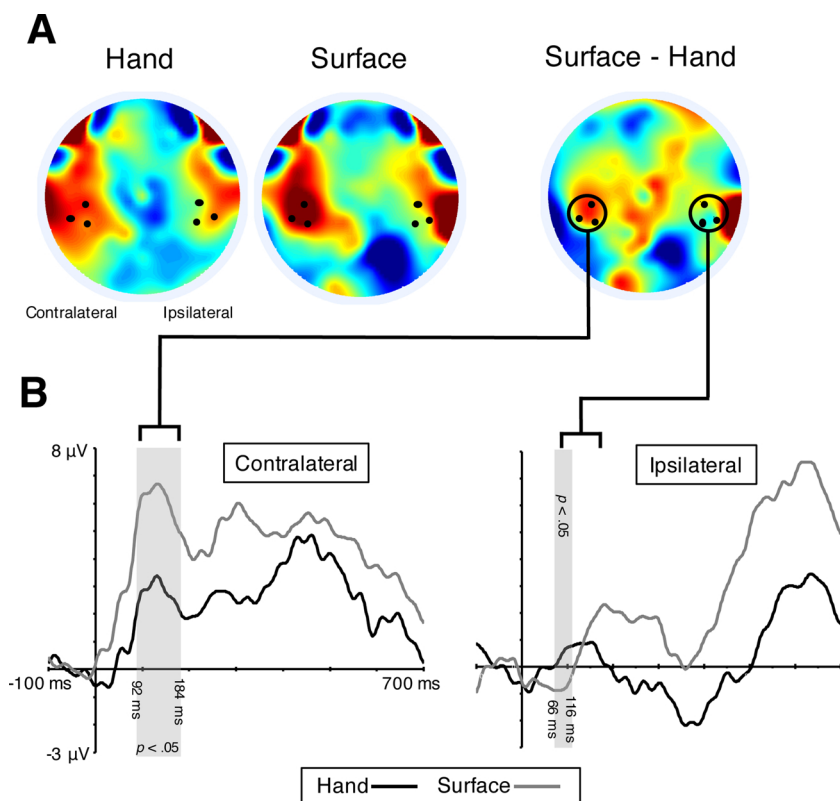 A
Hand
Surface
Surface - Hand
Contralateral
Ipsilateral
B
8 µV
Contralateral
Ipsilateral
p < .05
-100 ms
92 ms
184 ms
700 ms
66 ms
116 ms
p < .05
-3 µV
Hand
Surface